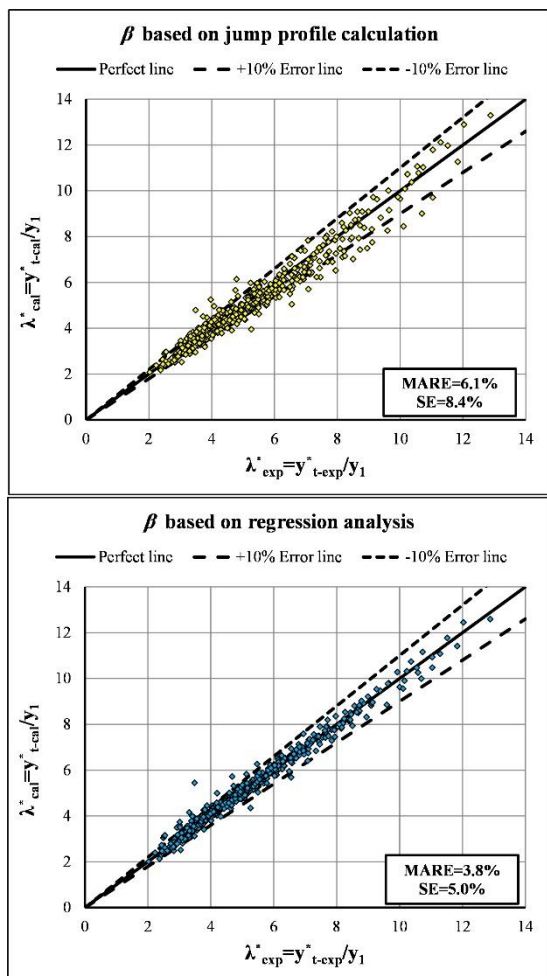 β based on jump profile calculation
Perfect line +10% Error line -10% Error line
14
12
10
8
6
4
2
0
λ*cal=y*t-cal/y1
MARE=6.1%
SE=8.4%
0 2 4 6 8 10 12 14
λ*exp=y*t-exp/y1
β based on regression analysis
Perfect line +10% Error line -10% Error line
14
12
10
8
6
4
2
0
λ*cal=y*t-cal/y1
MARE=3.8%
SE=5.0%
0 2 4 6 8 10 12 14
λ*exp=y*t-exp/y1